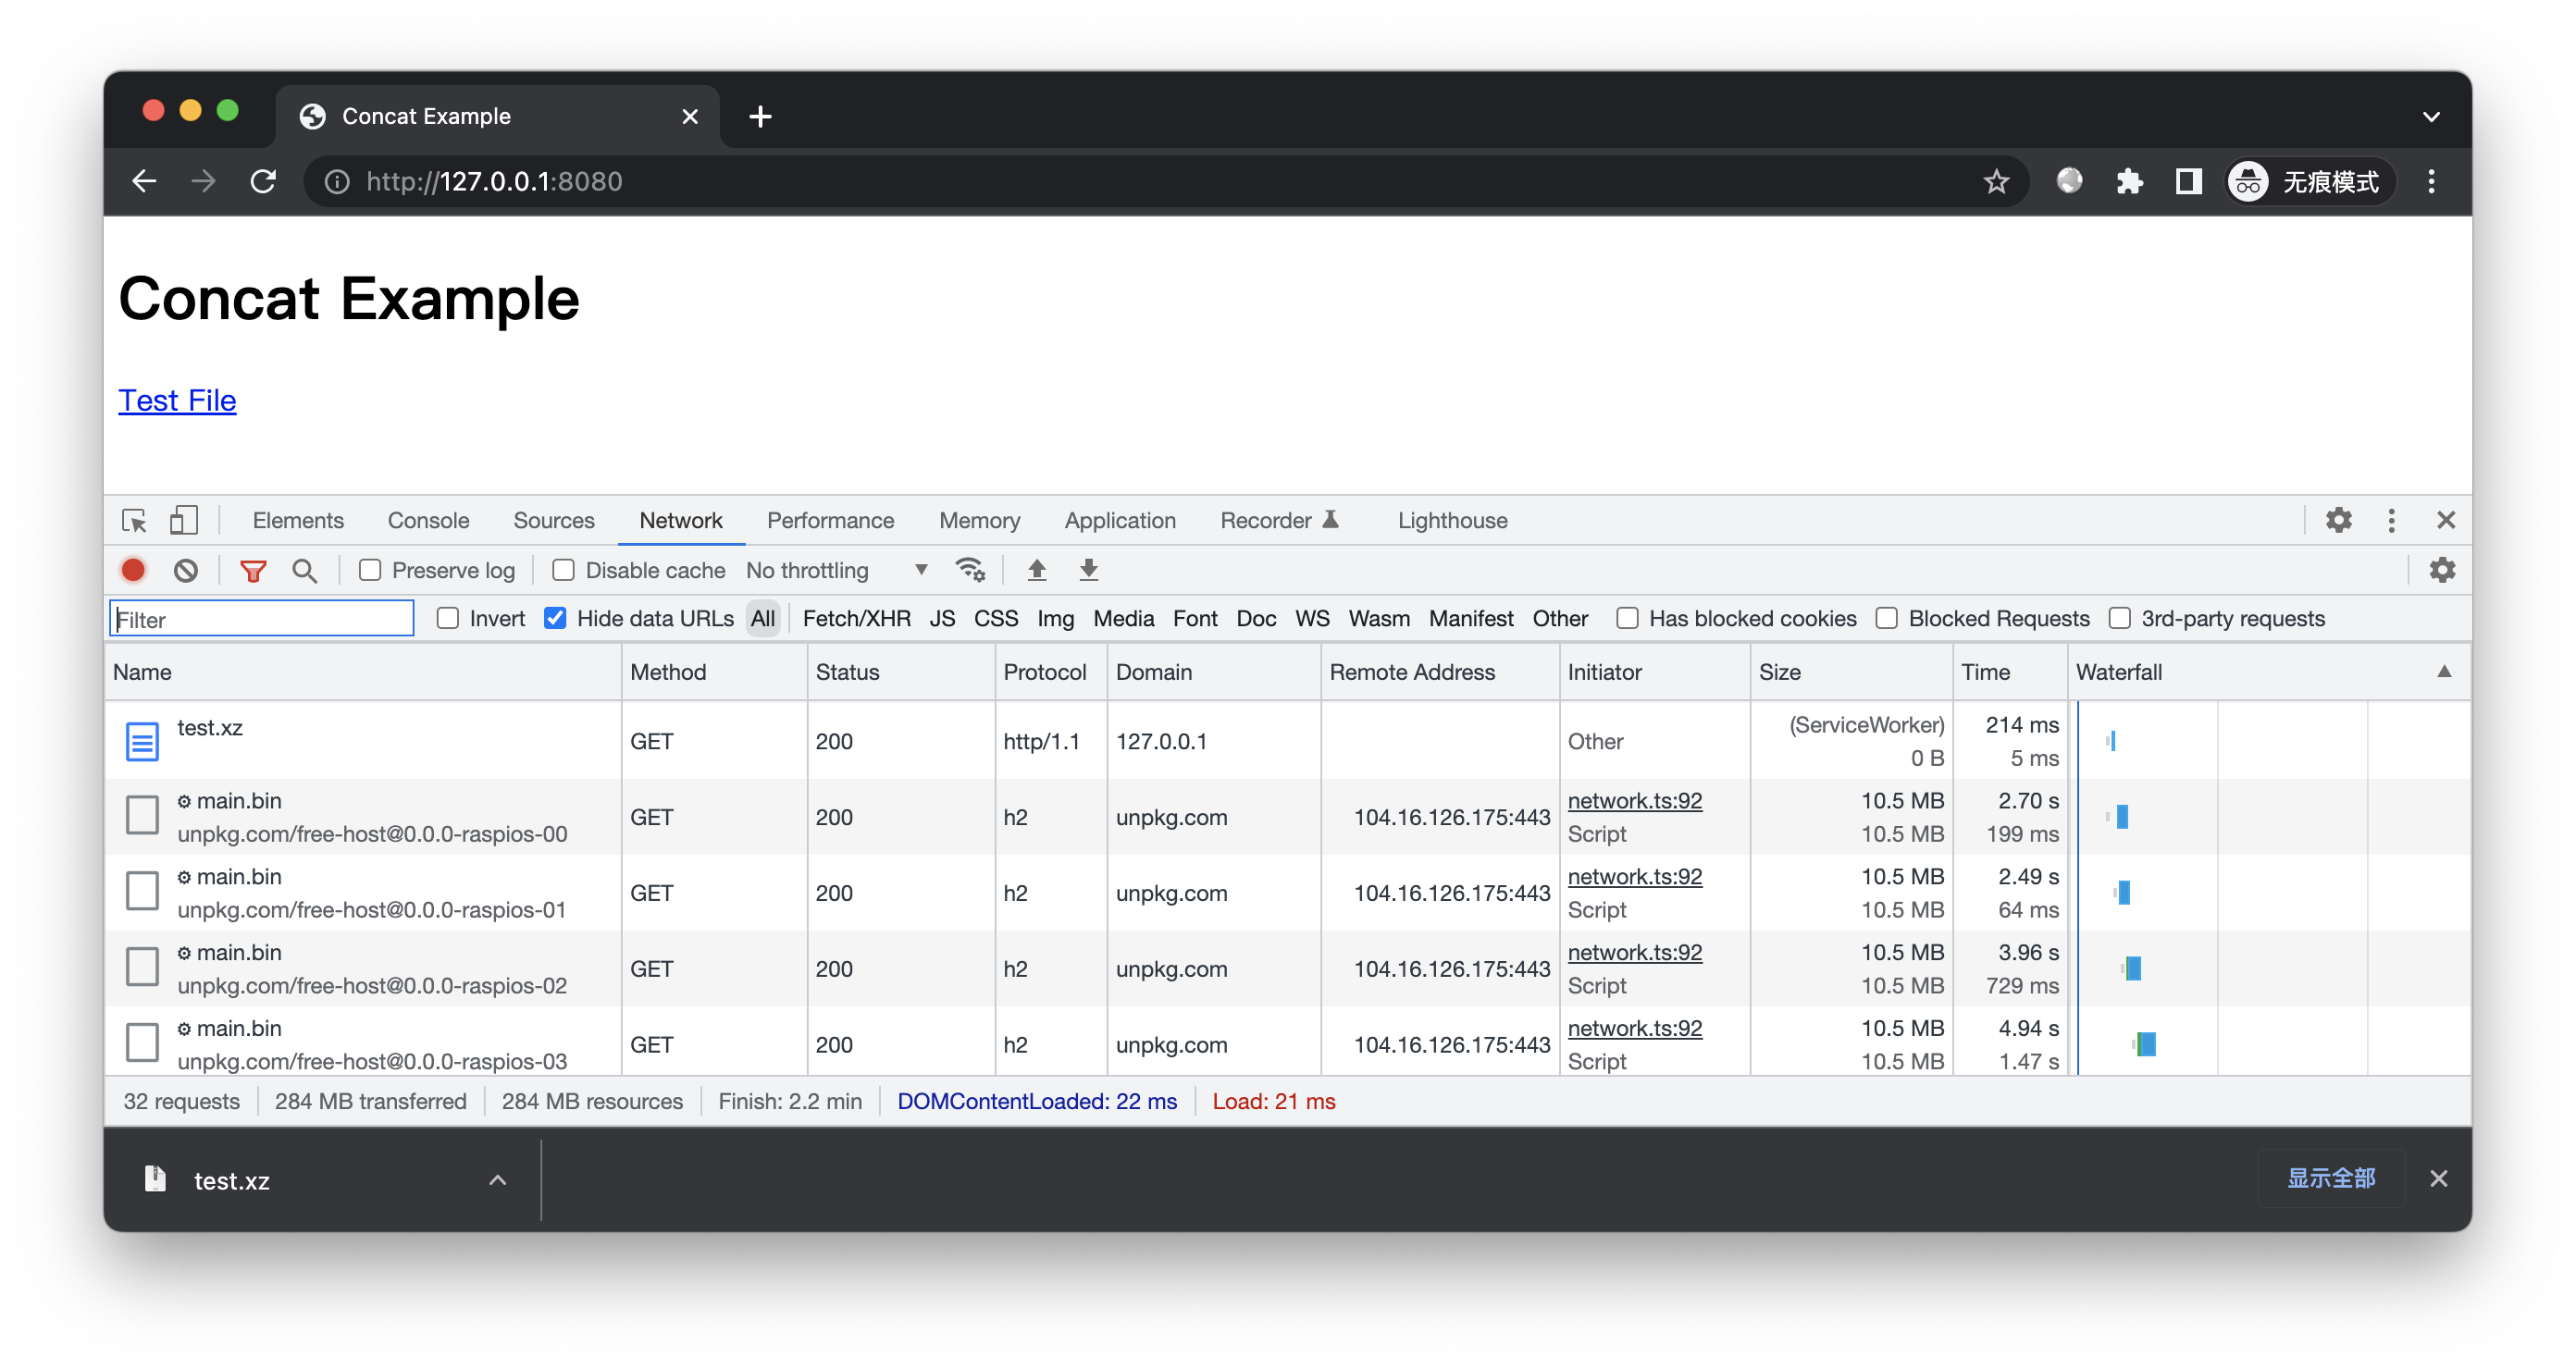 Concat Example
http://127.0.0.1:8080
无痕模式
Concat Example
Test File
Elements Console Sources Network Performance Memory Application Recorder Lighthouse
Preserve log Disable cache No throttling
Filter Invert Hide data URLs All Fetch/XHR JS CSS Img Media Font Doc WS Wasm Manifest Other Has blocked cookies Blocked Requests 3rd-party requests
Name Method Status Protocol Domain Remote Address Initiator Size Time Waterfall
test.xz GET 200 http/1.1 127.0.0.1 Other (ServiceWorker) 214 ms
0 B 5 ms
main.bin GET 200 h2 unpkg.com 104.16.126.175:443 network.ts:92 10.5 MB 2.70 s
unpkg.com/free-host@0.0.0-raspios-00 Script 10.5 MB 199 ms
main.bin GET 200 h2 unpkg.com 104.16.126.175:443 network.ts:92 10.5 MB 2.49 s
unpkg.com/free-host@0.0.0-raspios-01 Script 10.5 MB 64 ms
main.bin GET 200 h2 unpkg.com 104.16.126.175:443 network.ts:92 10.5 MB 3.96 s
unpkg.com/free-host@0.0.0-raspios-02 Script 10.5 MB 729 ms
main.bin GET 200 h2 unpkg.com 104.16.126.175:443 network.ts:92 10.5 MB 4.94 s
unpkg.com/free-host@0.0.0-raspios-03 Script 10.5 MB 1.47 s
32 requests 284 MB transferred 284 MB resources Finish: 2.2 min DOMContentLoaded: 22 ms Load: 21 ms
test.xz 显示全部